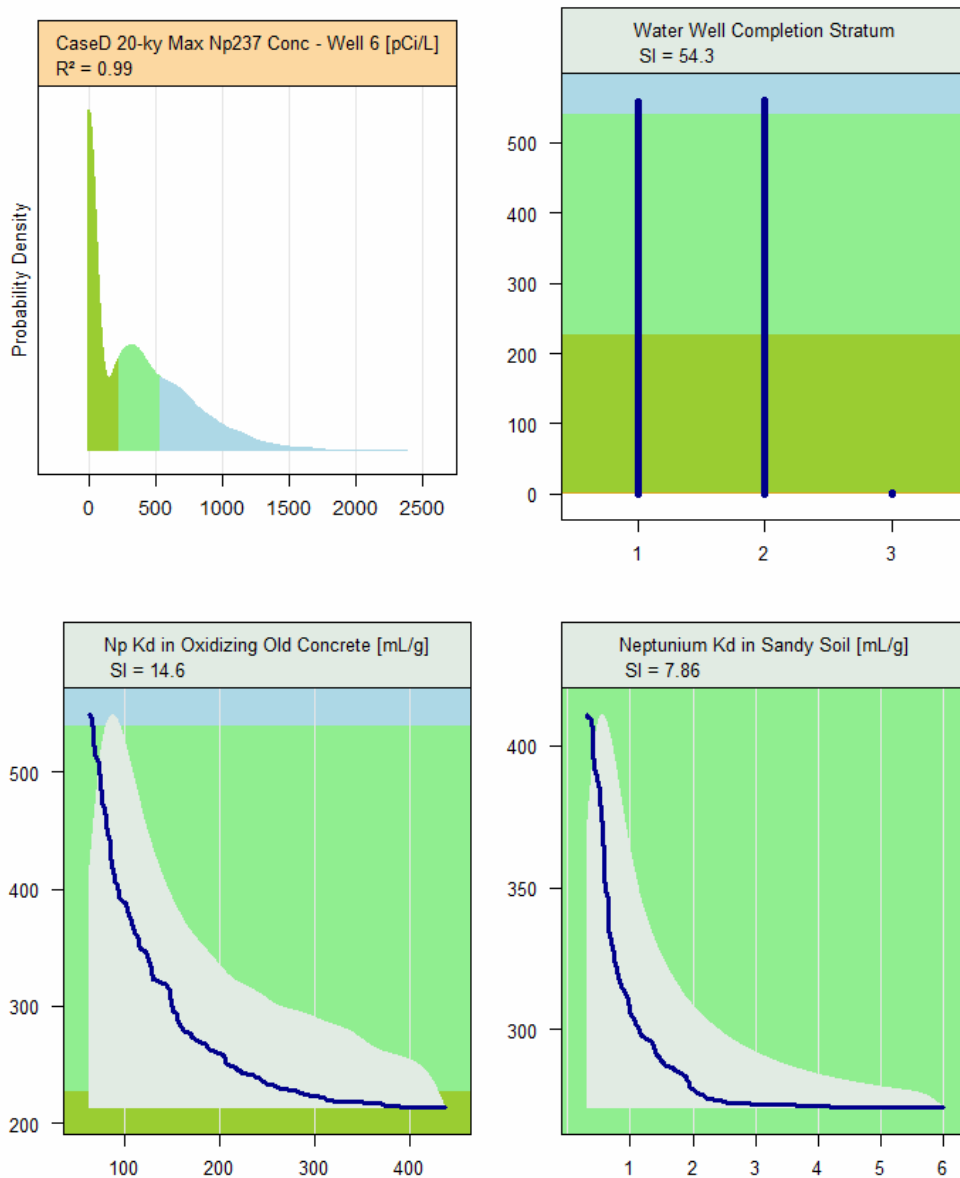 CaseD 20-ky Max Np237 Conc - Well 6 [pCi/L]
R² = 0.99
Probability Density
0 500 1000 1500 2000 2500
Water Well Completion Stratum
SI = 54.3
500
400
300
200
100
0
1 2 3
Np Kd in Oxidizing Old Concrete [mL/g]
SI = 14.6
500
400
300
200
100 200 300 400
Neptunium Kd in Sandy Soil [mL/g]
SI = 7.86
400
350
300
1 2 3 4 5 6